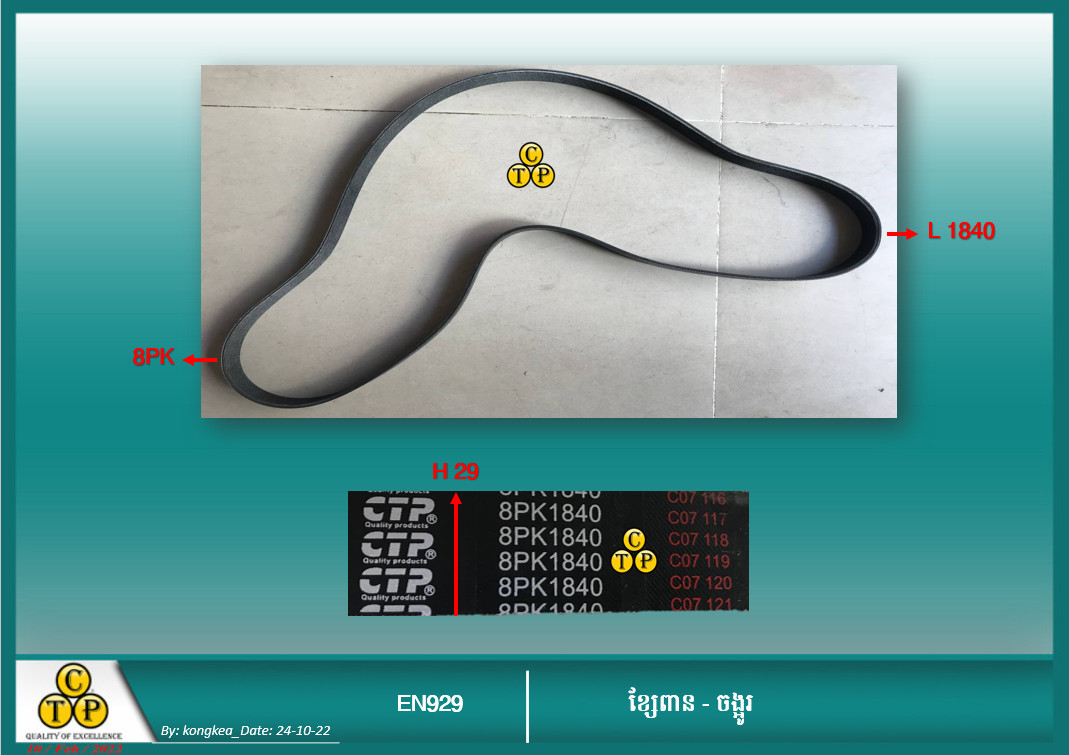 C
T P
L 1840
8PK
H 29
Quality products
8PK1840
C07 116
CTP®
Quality products
8PK1840
C07 117
CTP®
Quality products
8PK1840
C
T P
C07 118
8PK1840
C07 119
CTP®
Quality products
8PK1840
C07 120
CTP
8PK1840
C07 121
C
T P
QUALITY OF EXCELLENCE
10 / Feb / 2022
By: kongkea_Date: 24-10-22
EN929
ខ្សែពាន - ចង្អូរ